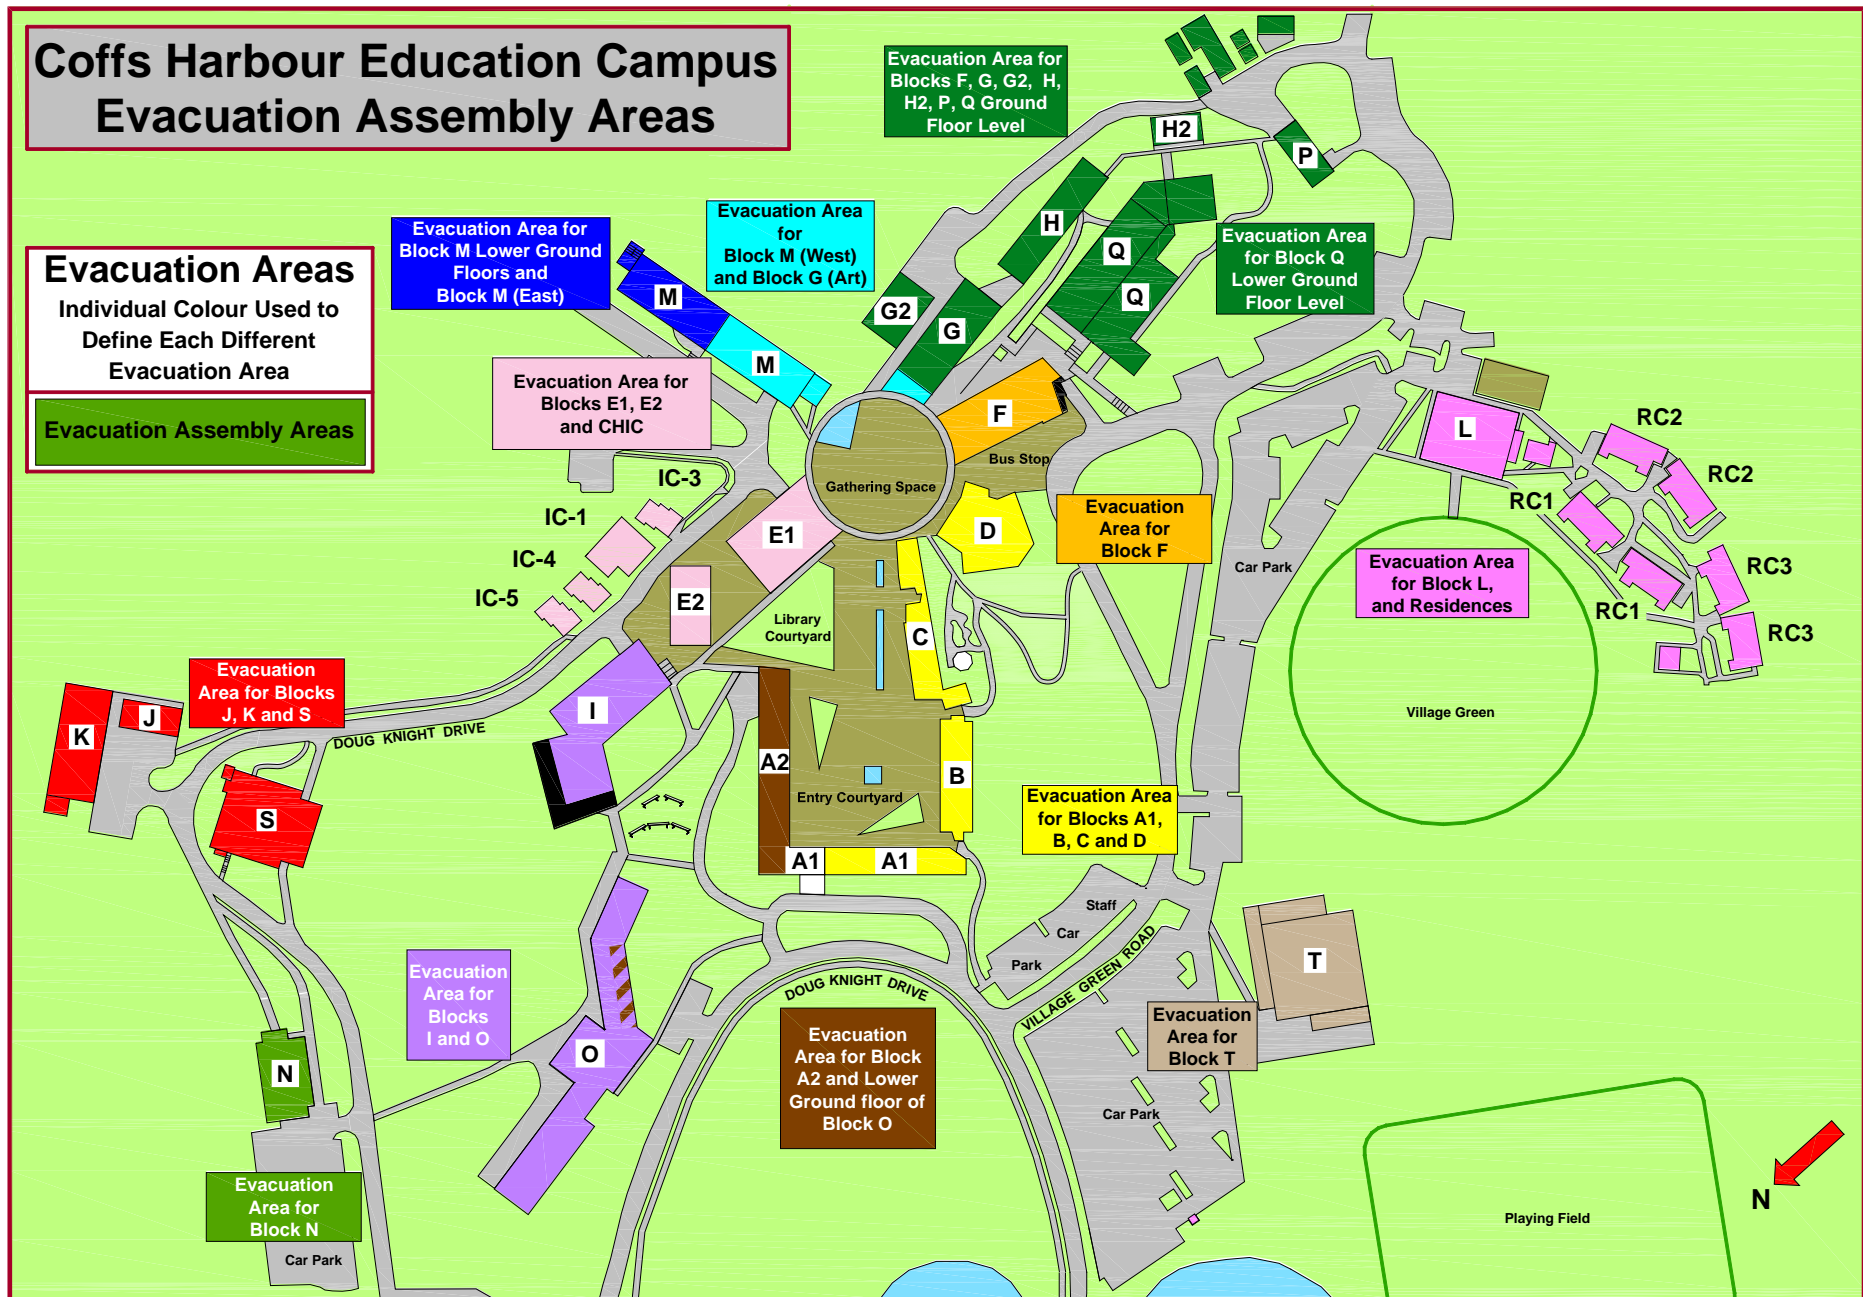 Coffs Harbour Education Campus
Evacuation Assembly Areas
Evacuation Areas
Individual Colour Used to
Define Each Different
Evacuation Area
Evacuation Assembly Areas
Evacuation Area for
Blocks F, G, G2, H,
H2, P, Q Ground
Floor Level
Evacuation Area for
Block M Lower Ground
Floors and
Block M (East)
Evacuation Area
for
Block M (West)
and Block G (Art)
Evacuation Area
for Block Q
Lower Ground
Floor Level
H2
P
H
Q
Q
G2
G
M
M
Evacuation Area for
Blocks E1, E2
and CHIC
F
Bus Stop
Gathering Space
L
RC2
RC2
RC1
RC1
RC3
RC3
IC-3
IC-1
IC-4
IC-5
E1
E2
D
Evacuation
Area for
Block F
Car Park
Evacuation Area
for Block L,
and Residences
Village Green
Library
Courtyard
C
Evacuation
Area for Blocks
J, K and S
K
J
S
DOUG KNIGHT DRIVE
I
A2
B
Entry Courtyard
A1
A1
Evacuation Area
for Blocks A1,
B, C and D
Staff
Car
Park
VILLAGE GREEN ROAD
T
Evacuation
Area for
Block T
Evacuation
Area for
Blocks
I and O
O
DOUG KNIGHT DRIVE
Evacuation
Area for Block
A2 and Lower
Ground floor of
Block O
N
Evacuation
Area for
Block N
Car Park
Car Park
Playing Field
N